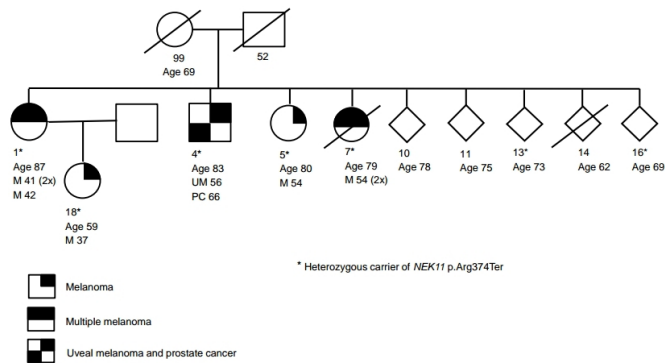 99
Age 69
52
1*
Age 87
M 41 (2x)
M 42
4*
Age 83
UM 56
PC 66
5*
Age 80
M 54
7*
Age 79
M 54 (2x)
10
Age 78
11
Age 75
13*
Age 73
14
Age 62
16*
Age 69
18*
Age 59
M 37
* Heterozygous carrier of NEK11 p.Arg374Ter
Melanoma
Multiple melanoma
Uveal melanoma and prostate cancer